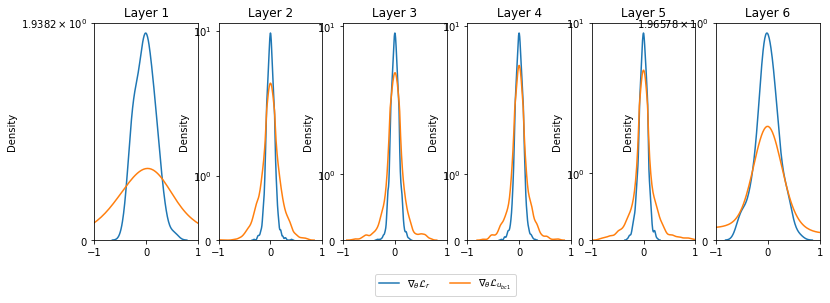 Layer 1
Layer 2
Layer 3
Layer 4
Layer 5
Layer 6
1.9382 × 10⁰
10¹
10¹
10¹
10¹
1.96578 × 10⁰
Density
Density
Density
Density
Density
Density
10⁰
10⁰
10⁰
10⁰
0
0
0
0
0
0
−1 0 1
−1 0 1
−1 0 1
−1 0 1
−1 0 1
−1 0 1
∇θℒr
∇θℒu_bc1